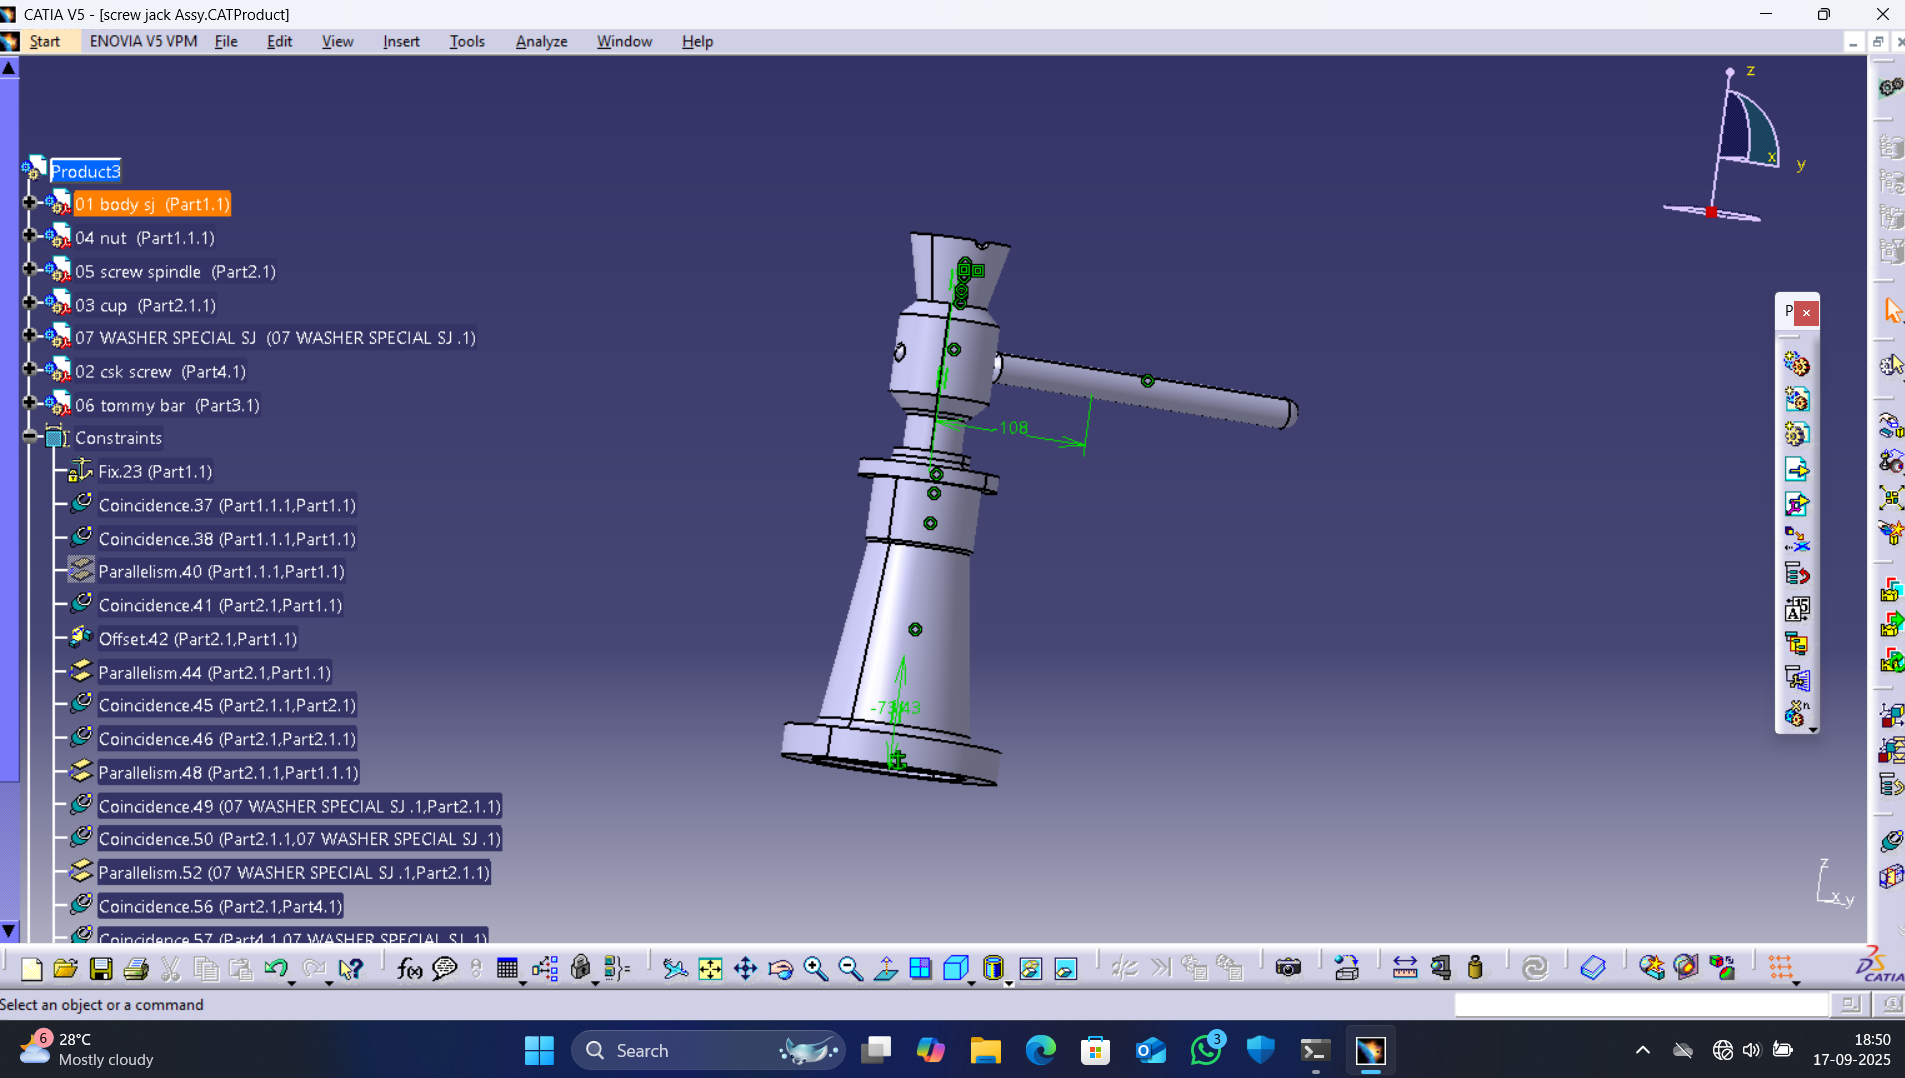 CATIA V5 - [screw jack Assy.CATProduct]
Start ENOVIA V5 VPM File Edit View Insert Tools Analyze Window Help
z
x
y
Product3
01 body sj (Part1.1)
04 nut (Part1.1.1)
05 screw spindle (Part2.1)
03 cup (Part2.1.1)
07 WASHER SPECIAL SJ (07 WASHER SPECIAL SJ .1)
02 csk screw (Part4.1)
06 tommy bar (Part3.1)
Constraints
Fix.23 (Part1.1)
Coincidence.37 (Part1.1.1,Part1.1)
Coincidence.38 (Part1.1.1,Part1.1)
Parallelism.40 (Part1.1.1,Part1.1)
Coincidence.41 (Part2.1,Part1.1)
Offset.42 (Part2.1,Part1.1)
Parallelism.44 (Part2.1,Part1.1)
Coincidence.45 (Part2.1.1,Part2.1)
Coincidence.46 (Part2.1,Part2.1.1)
Parallelism.48 (Part2.1.1,Part1.1.1)
Coincidence.49 (07 WASHER SPECIAL SJ .1,Part2.1.1)
Coincidence.50 (Part2.1.1,07 WASHER SPECIAL SJ .1)
Parallelism.52 (07 WASHER SPECIAL SJ .1,Part2.1.1)
Coincidence.56 (Part2.1,Part4.1)
Coincidence.57 (Part4.1,07 WASHER SPECIAL SJ .1)
-108
P
z
x y
f(x)
CATIA
Select an object or a command
6
28°C
Mostly cloudy
Search
3
18:50
17-09-2025